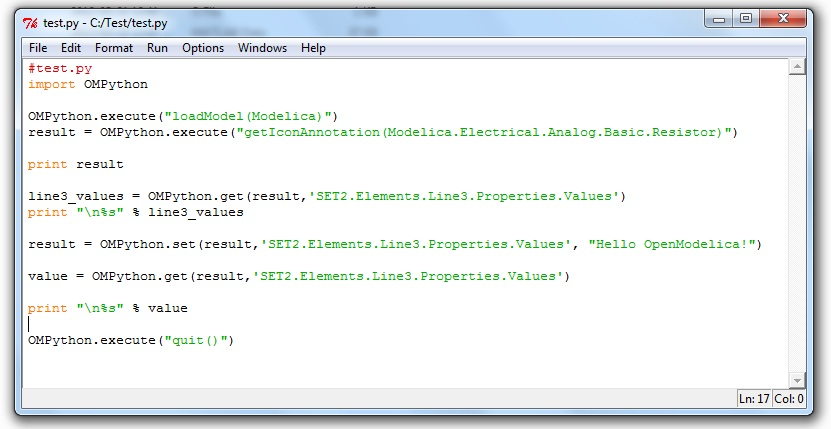 test.py - C:/Test/test.py
File Edit Format Run Options Windows Help
#test.py
import OMPython
OMPython.execute("loadModel(Modelica)")
result = OMPython.execute("getIconAnnotation(Modelica.Electrical.Analog.Basic.Resistor)")
print result
line3_values = OMPython.get(result,'SET2.Elements.Line3.Properties.Values')
print "\n%s" % line3_values
result = OMPython.set(result,'SET2.Elements.Line3.Properties.Values', "Hello OpenModelica!")
value = OMPython.get(result,'SET2.Elements.Line3.Properties.Values')
print "\n%s" % value
OMPython.execute("quit()")
Ln: 17 Col: 0